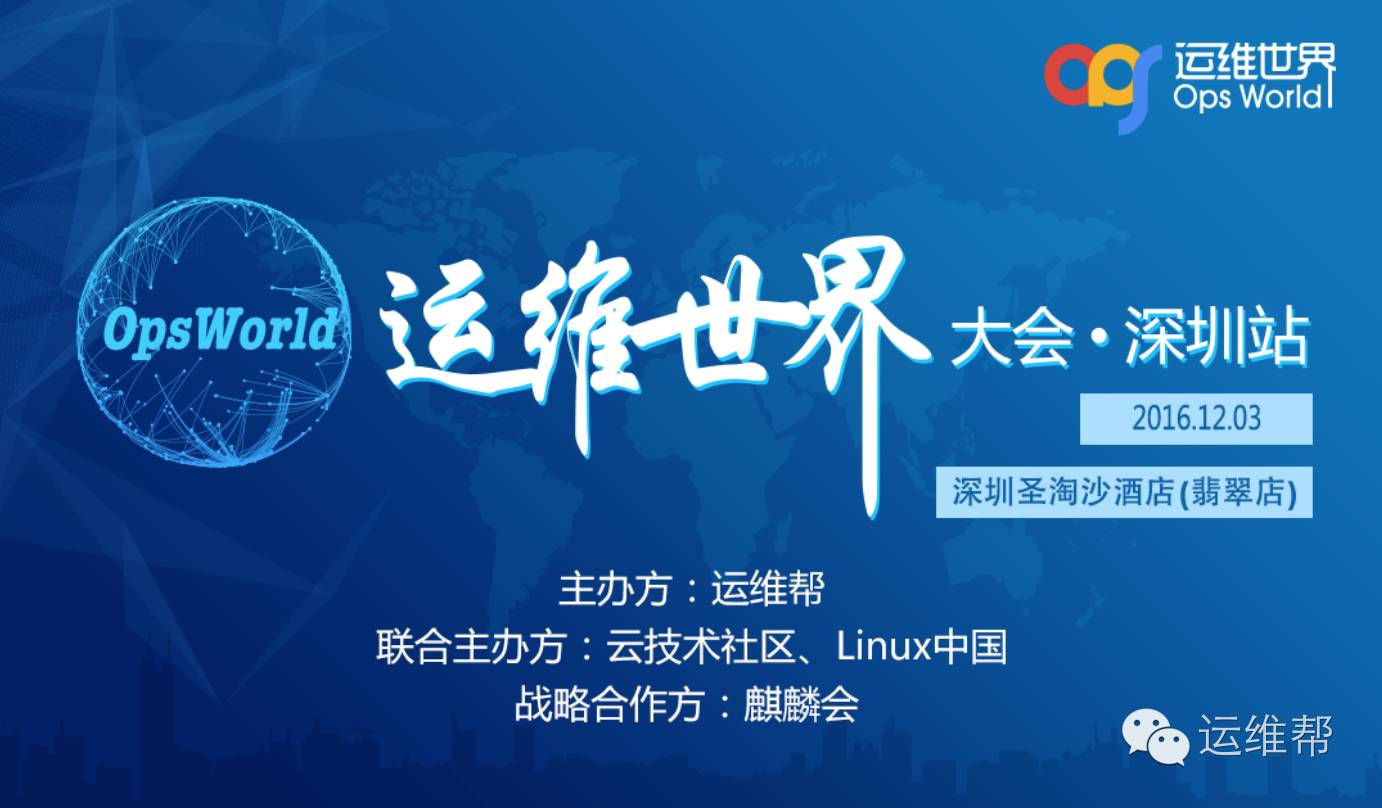 运维世界
Ops World
OpsWorld
运维世界 大会·深圳站
2016.12.03
深圳圣淘沙酒店(翡翠店)
主办方：运维帮
联合主办方：云技术社区、Linux中国
战略合作方：麒麟会
运维帮